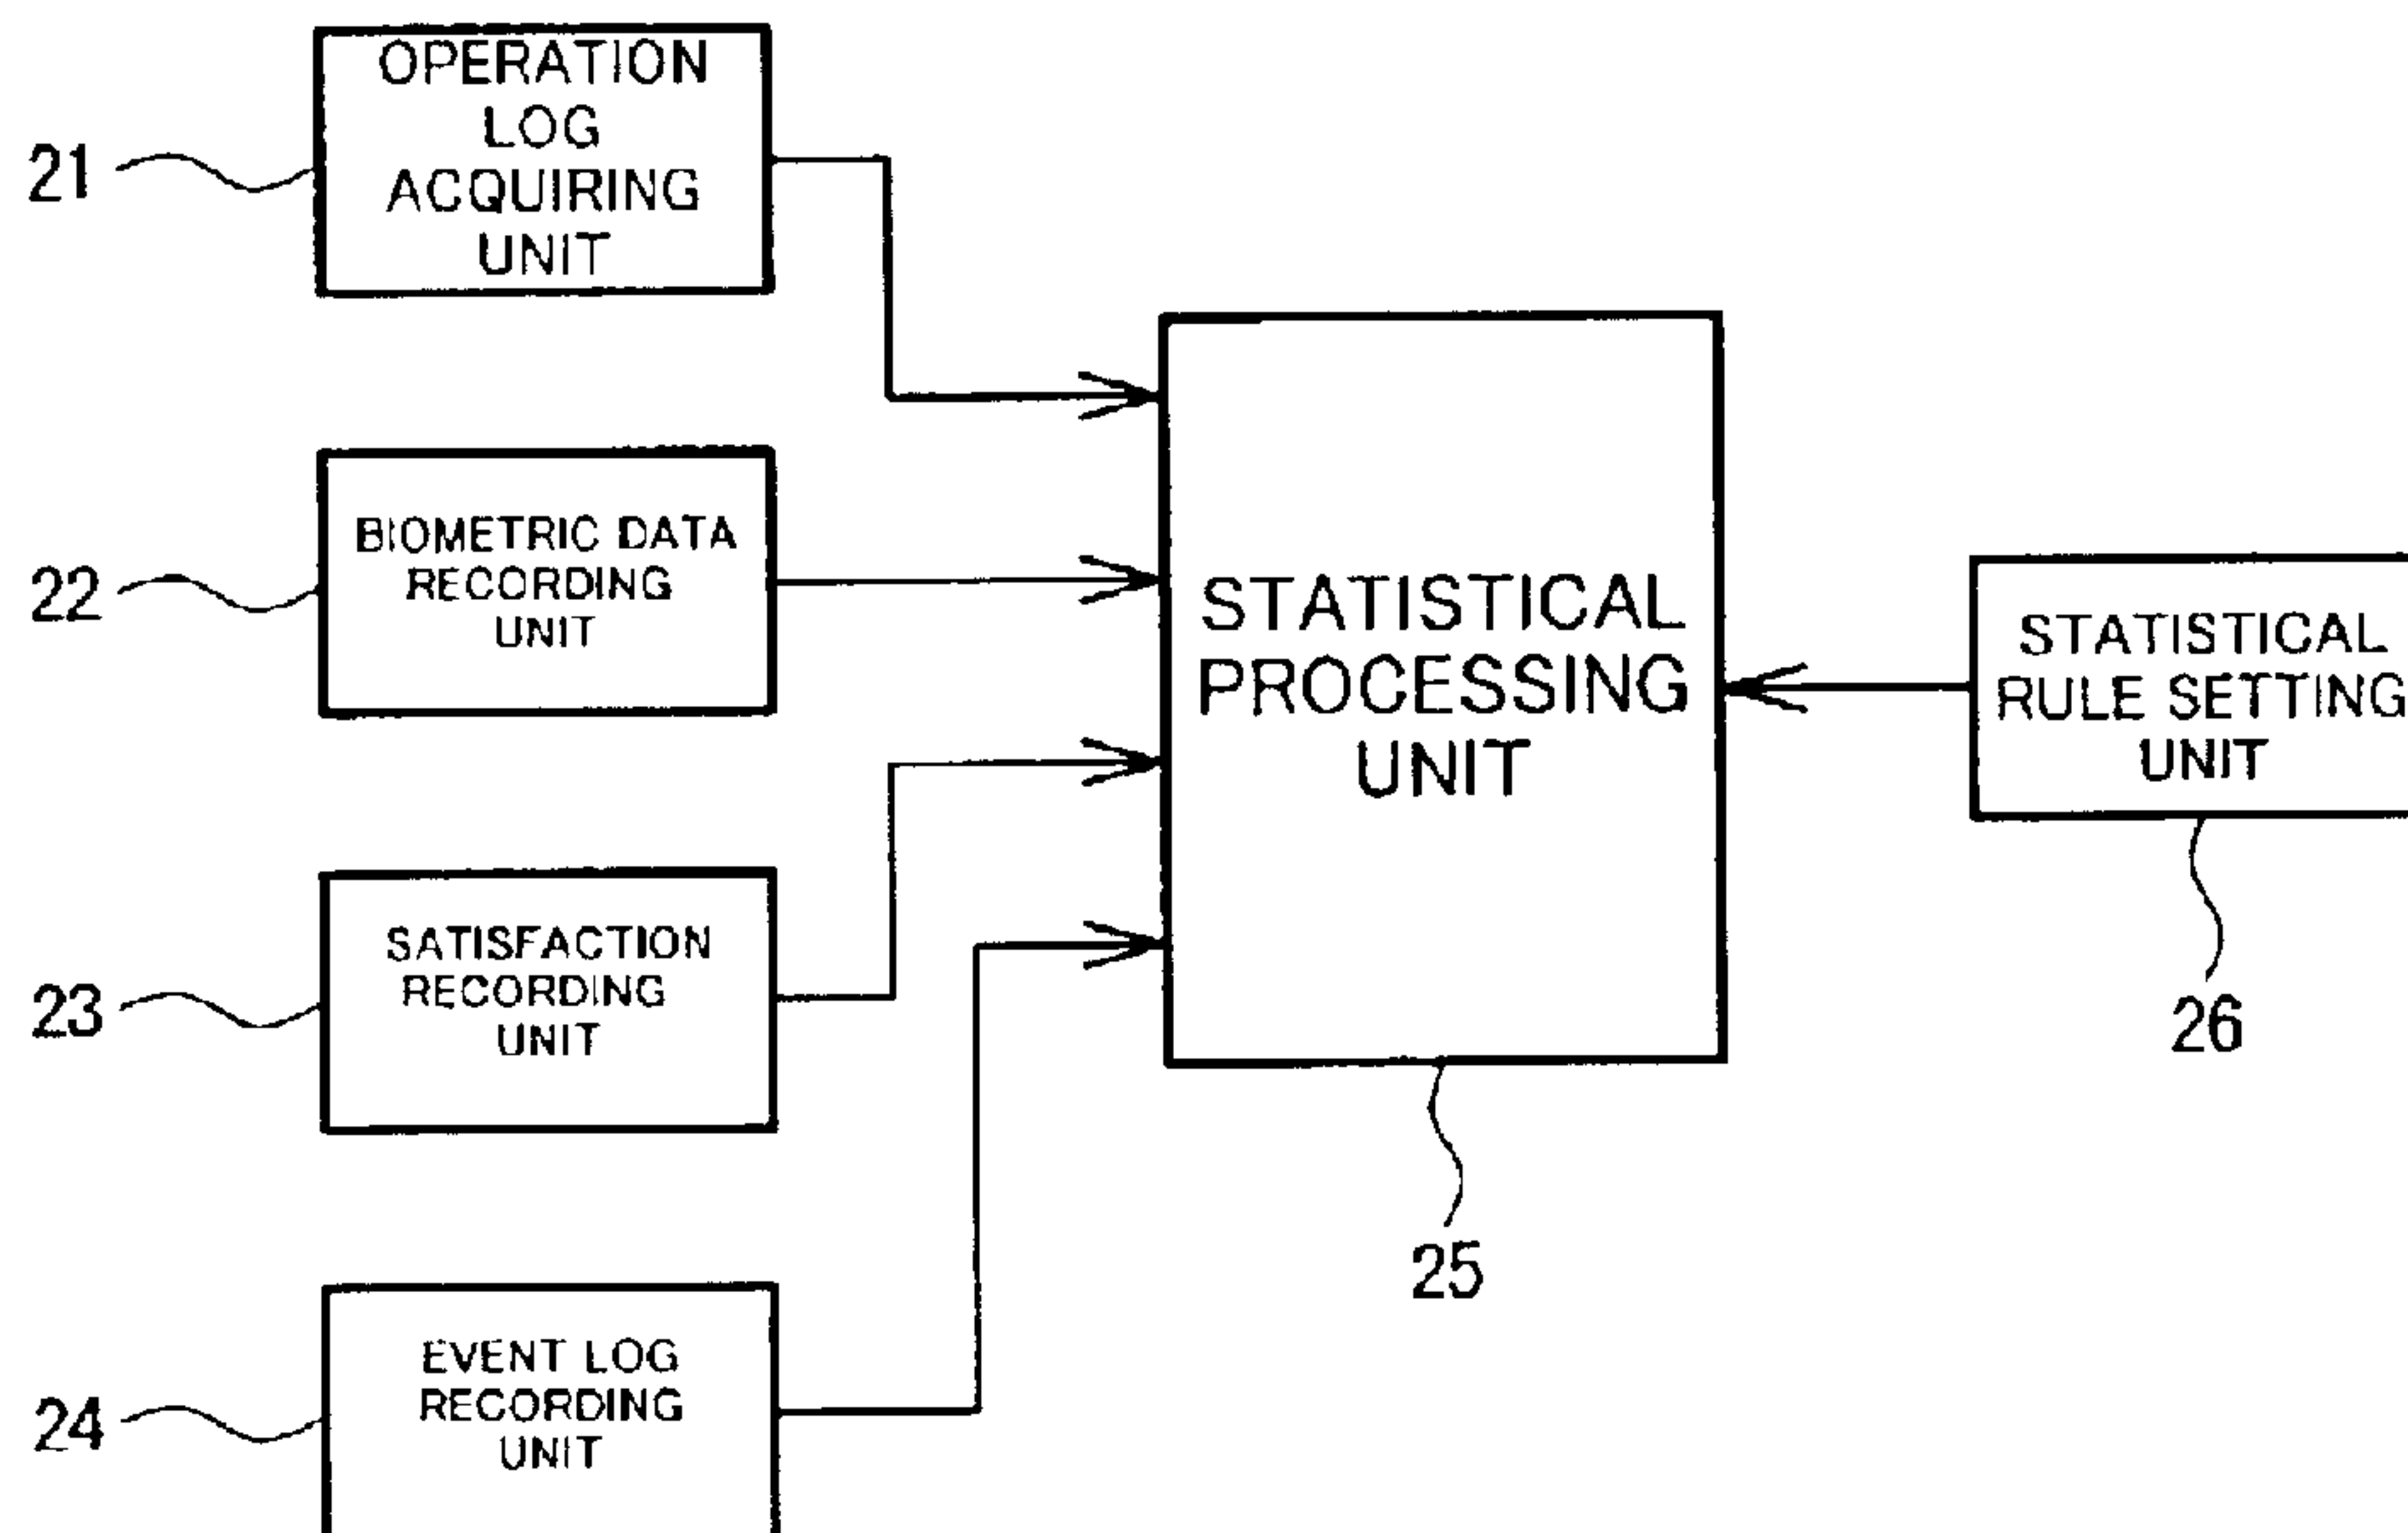 OPERATION
LOG
ACQUIRING
UNIT
21
BIOMETRIC DATA
RECORDING
UNIT
22
SATISFACTION
RECORDING
UNIT
23
EVENT LOG
RECORDING
UNIT
24
STATISTICAL
PROCESSING
UNIT
25
STATISTICAL
RULE SETTING
UNIT
26